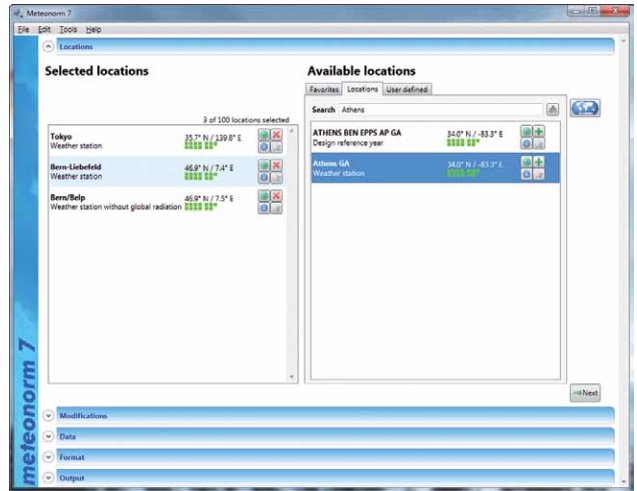 Meteonorm 7
File Edit Tools Help
Locations
Selected locations
3 of 100 locations selected
Tokyo 35.7° N / 139.8° E
Weather station
Bern-Liebefeld 46.9° N / 7.4° E
Weather station
Bern/Belp 46.9° N / 7.5° E
Weather station without global radiation
Available locations
Favorites Locations User defined
Search Athens
ATHENS BEN EPPS AP GA 34.0° N / -83.3° E
Design reference year
Athens GA 34.0° N / -83.3° E
Weather station
Next
Modifications
Data
Format
Output
meteonorm 7